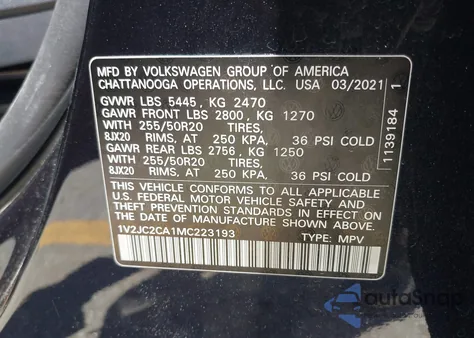 MFD BY VOLKSWAGEN GROUP OF AMERICA
CHATTANOOGA OPERATIONS, LLC. USA 03/2021
GVWR LBS 5445, KG 2470
GAWR FRONT LBS 2800, KG 1270
WITH 255/50R20 TIRES,
8JX20 RIMS, AT 250 KPA, 36 PSI COLD
GAWR REAR LBS 2756, KG 1250
WITH 255/50R20 TIRES,
8JX20 RIMS, AT 250 KPA, 36 PSI COLD
THIS VEHICLE CONFORMS TO ALL APPLICABLE
U.S. FEDERAL MOTOR VEHICLE SAFETY AND
THEFT PREVENTION STANDARDS IN EFFECT ON
THE DATE OF MANUFACTURE SHOWN ABOVE.
1V2JC2CA1MC223193 TYPE: MPV
1139184 1
autoSnap